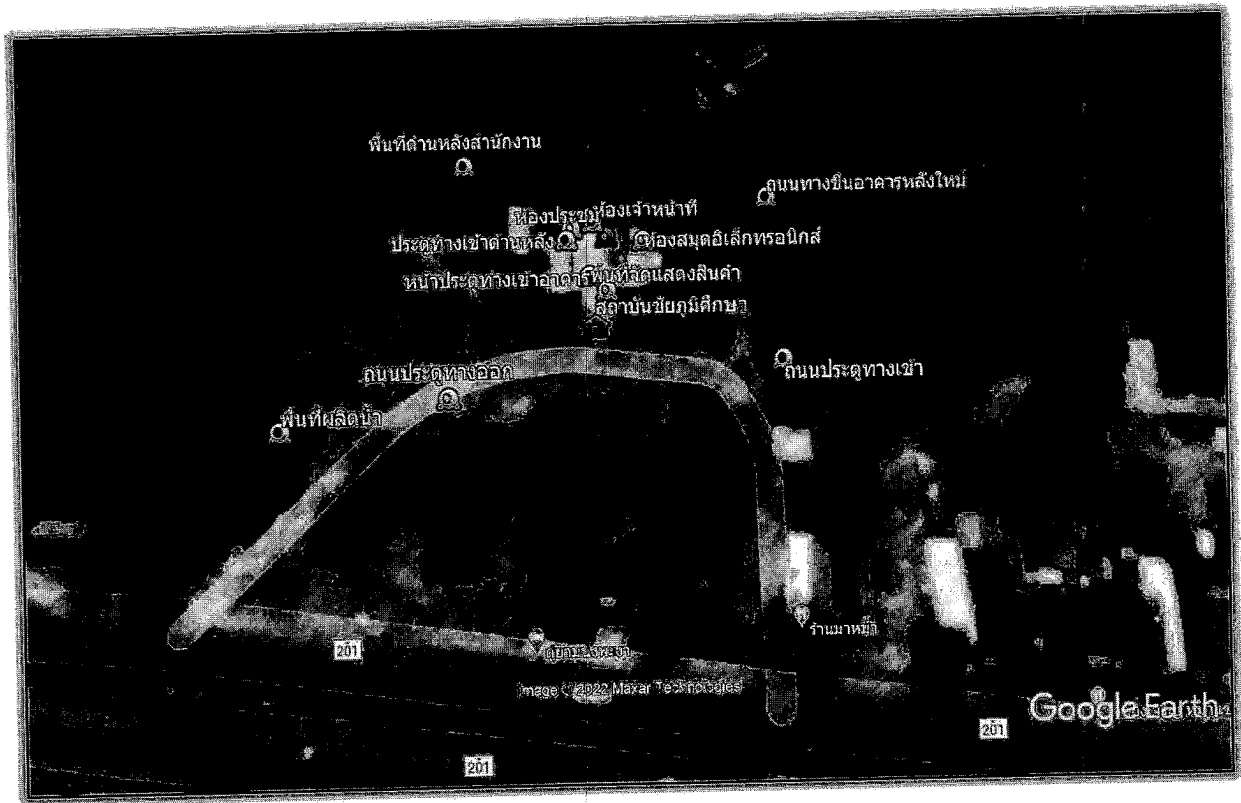 พื้นที่ด้านหลังสำนักงาน
ถนนทางขึ้นอาคารหลังใหม่
ห้องประชุม
ห้องเจ้าหน้าที่
ประตูทางเข้าด้านหลัง
ห้องสมุดอิเล็กทรอนิกส์
หน้าประตูทางเข้าอาคาร
พื้นที่จัดแสดงสินค้า
สถาบันชัยภูมิศึกษา
ถนนประตูทางออก
ถนนประตูทางเข้า
พื้นที่ผลิตน้ำ
ร้านมาหมี่ว
201
Image © 2022 Maxar Technologies
Google Earth
201
201